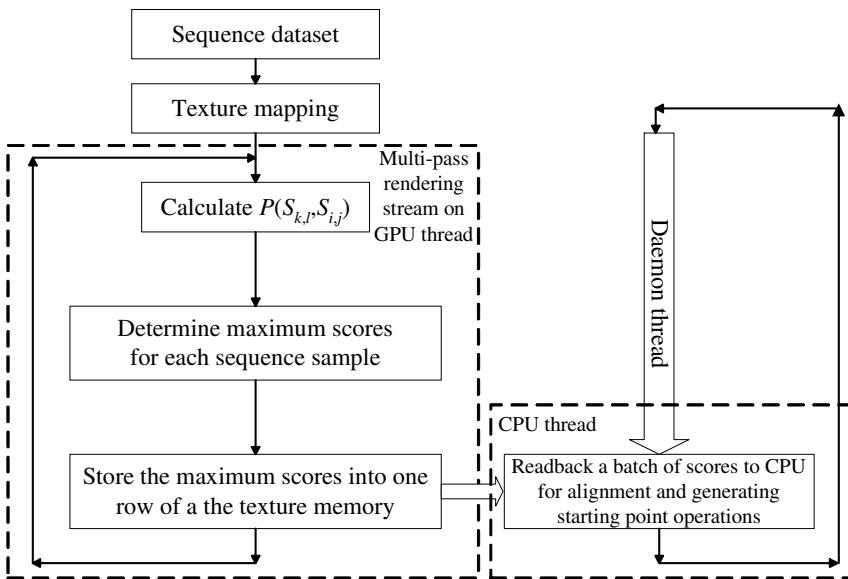 Sequence dataset
Texture mapping
Multi-pass
rendering
stream on
GPU thread
Calculate P(S_{k,l},S_{i,j})
Determine maximum scores
for each sequence sample
Store the maximum scores into one
row of a the texture memory
Daemon thread
CPU thread
Readback a batch of scores to CPU
for alignment and generating
starting point operations